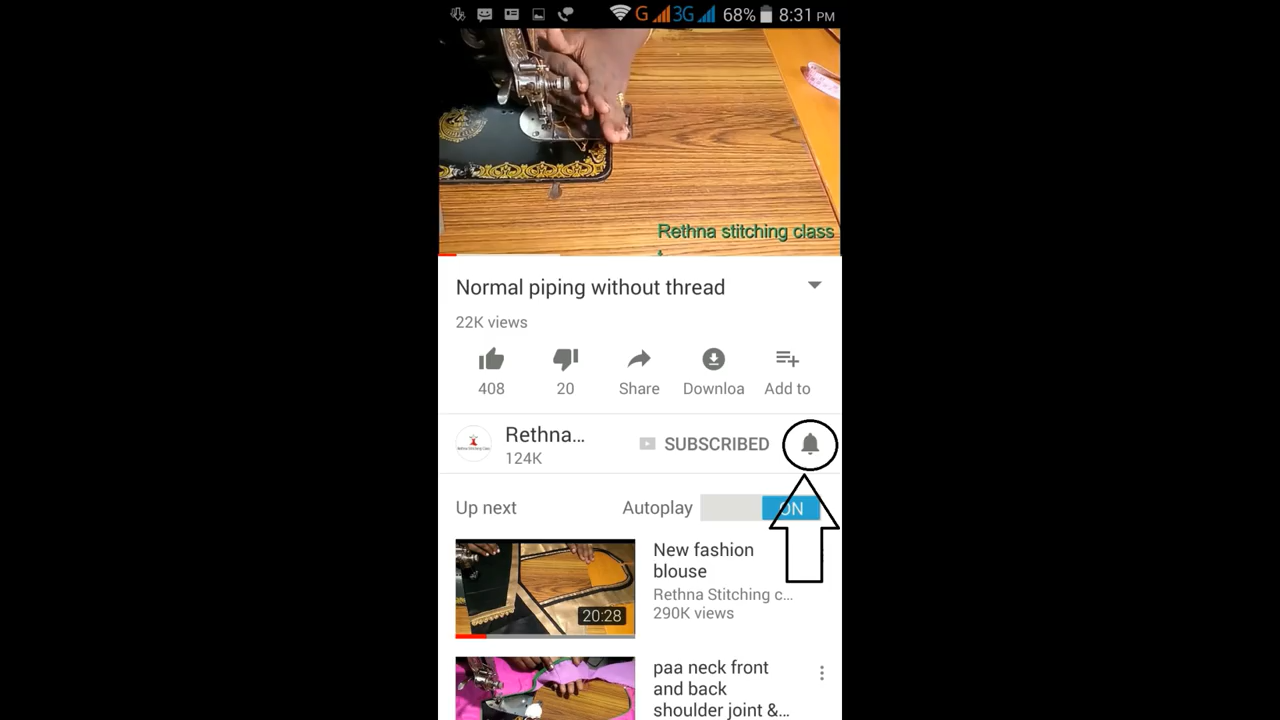 G 3G 68% 8:31 PM
Rethna stitching class
Normal piping without thread
22K views
408 20 Share Downloa Add to
Rethna… SUBSCRIBED
124K
Up next Autoplay ON
New fashion
blouse
Rethna Stitching c…
290K views
20:28
paa neck front
and back
shoulder joint &…